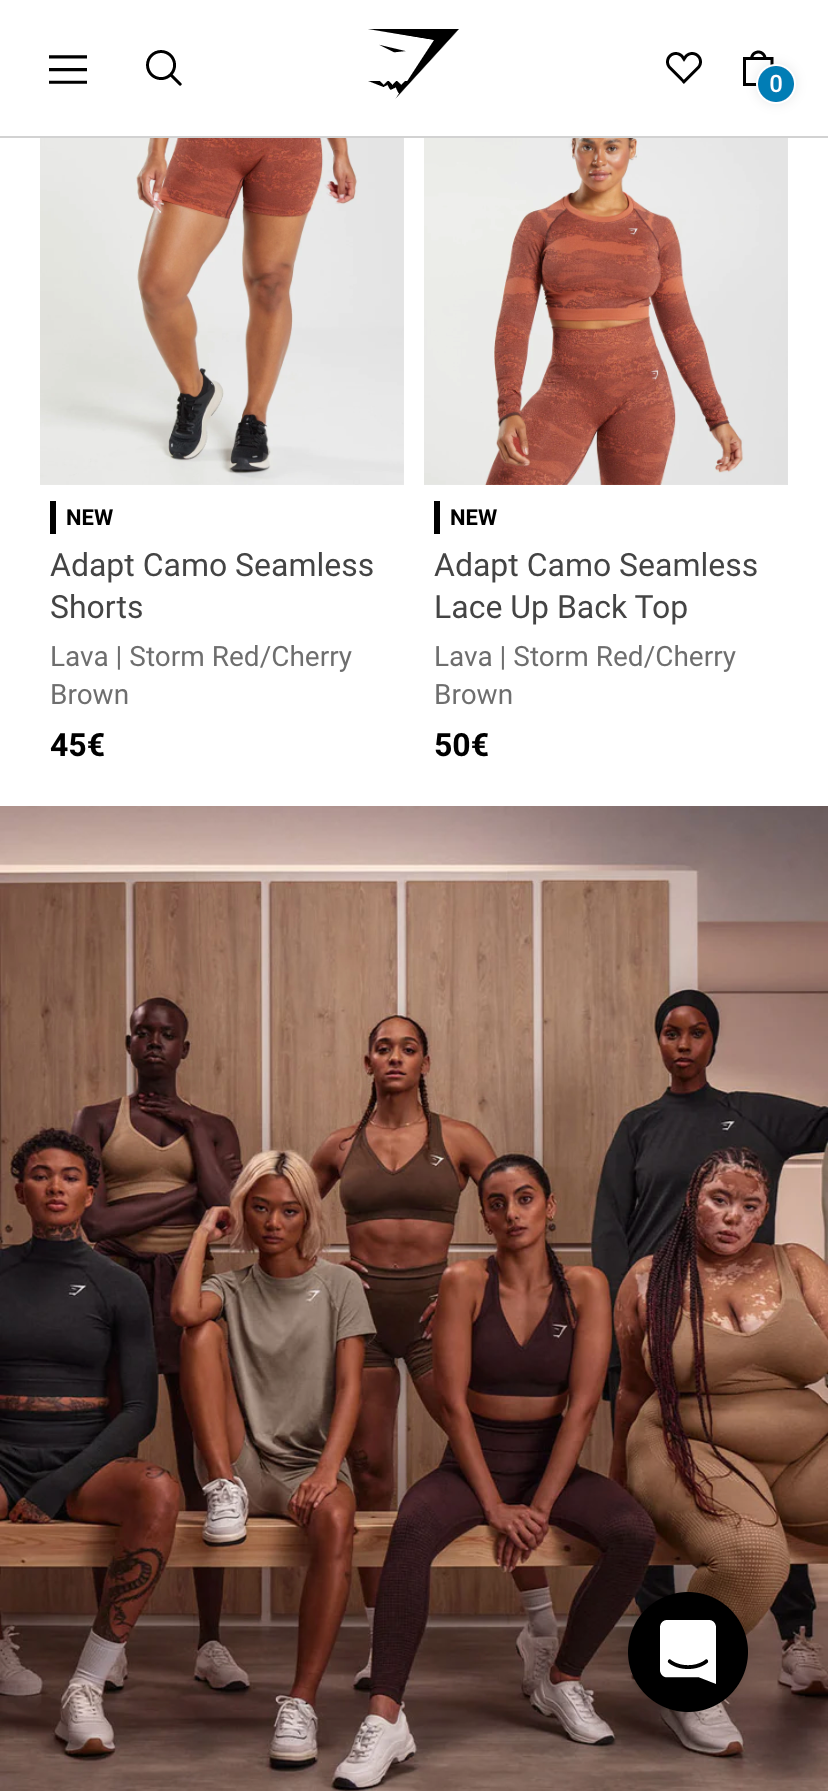 0
NEW
Adapt Camo Seamless
Shorts
Lava | Storm Red/Cherry
Brown
45€
NEW
Adapt Camo Seamless
Lace Up Back Top
Lava | Storm Red/Cherry
Brown
50€